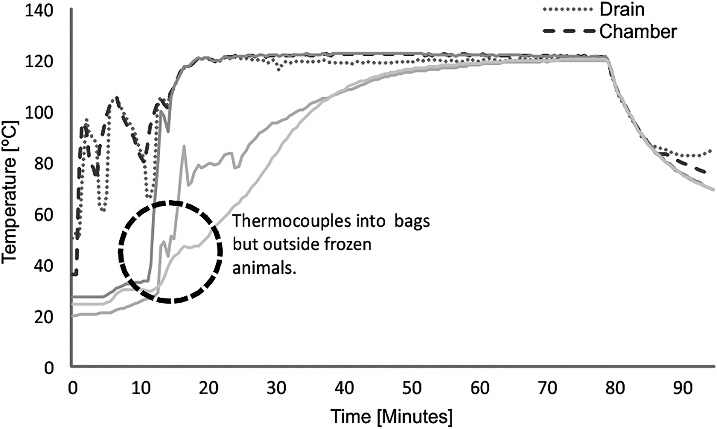 140
120
100
80
60
40
20
0
Temperature [ºC]
Drain
Chamber
Thermocouples into bags
but outside frozen
animals.
0 10 20 30 40 50 60 70 80 90
Time [Minutes]